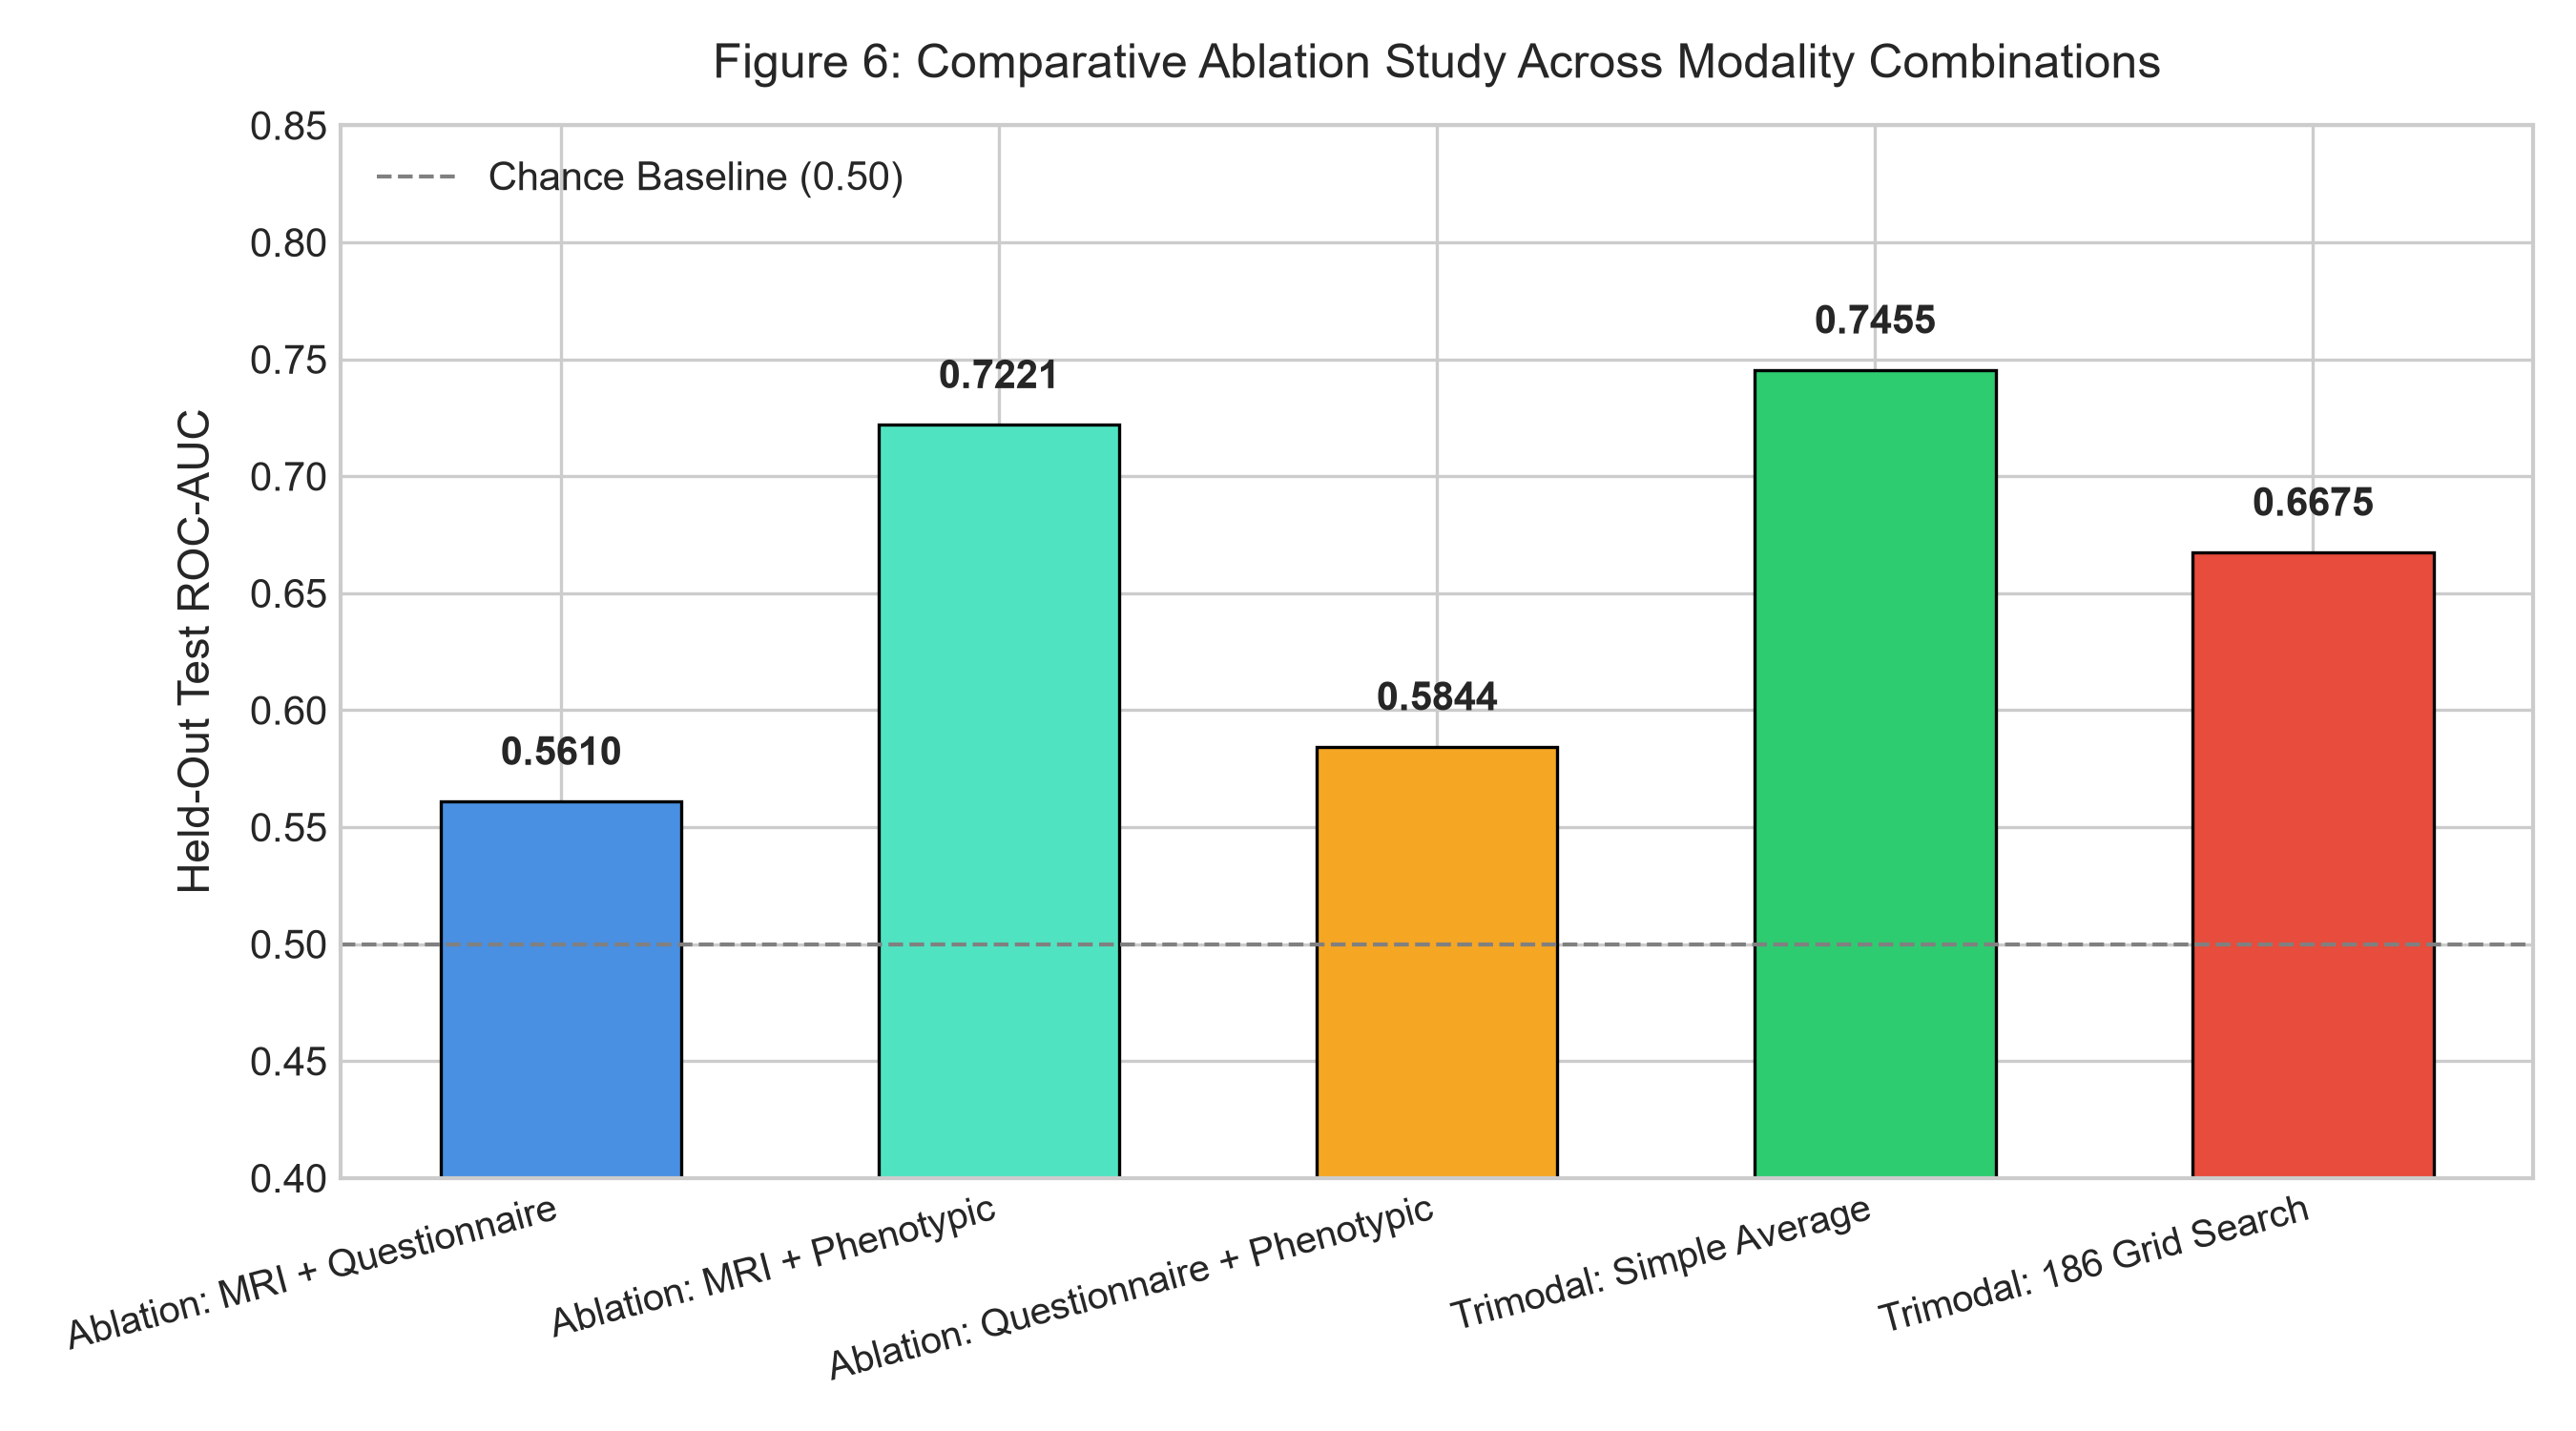 Figure 6: Comparative Ablation Study Across Modality Combinations
Chance Baseline (0.50)
Held-Out Test ROC-AUC
0.85
0.80
0.75
0.70
0.65
0.60
0.55
0.50
0.45
0.40
0.5610
0.7221
0.5844
0.7455
0.6675
Ablation: MRI + Questionnaire
Ablation: MRI + Phenotypic
Ablation: Questionnaire + Phenotypic
Trimodal: Simple Average
Trimodal: 186 Grid Search